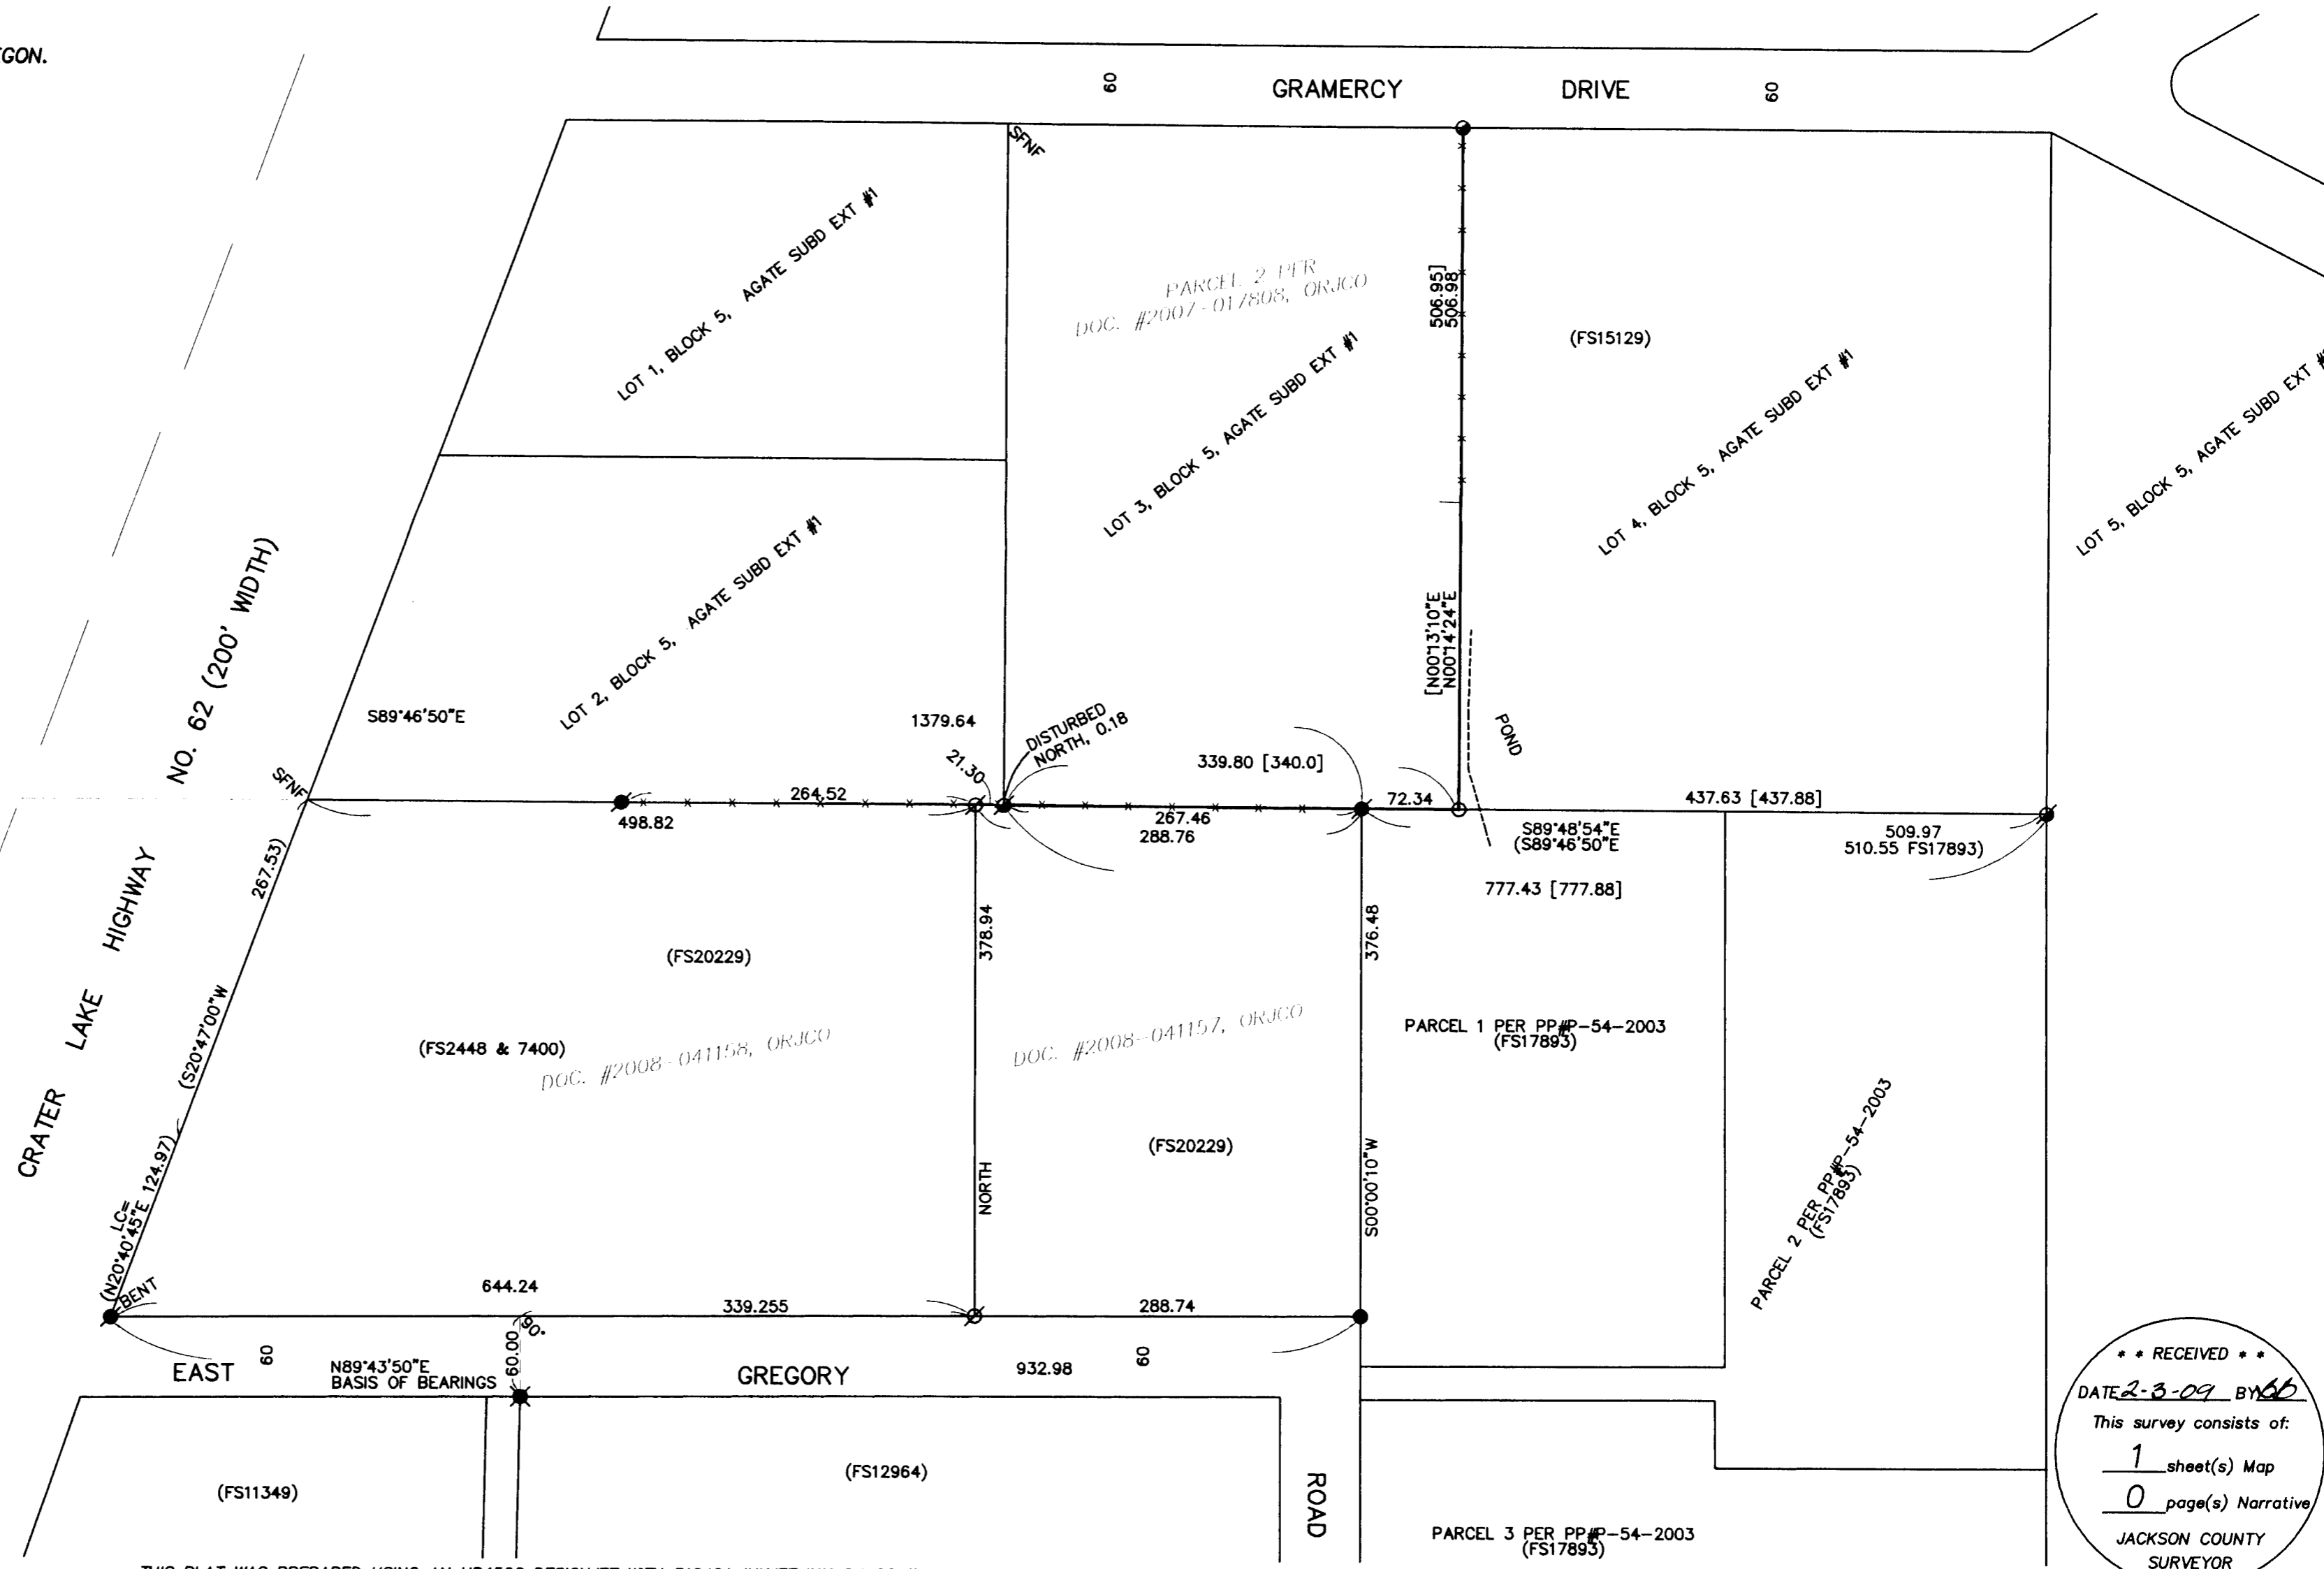 EGON.
60
GRAMERCY DRIVE
60
SFNF
LOT 1, BLOCK 5, AGATE SUBD EXT #1
PARCEL 2 PER
DOC. #2007-017808, ORJCO
506.95]
506.98
(FS15129)
LOT 3, BLOCK 5, AGATE SUBD EXT #1
LOT 4, BLOCK 5, AGATE SUBD EXT #1
LOT 5, BLOCK 5, AGATE SUBD EXT #
LOT 2, BLOCK 5, AGATE SUBD EXT #1
[N00°13'10"E
N00°14'24"E
POND
CRATER LAKE HIGHWAY NO. 62 (200' WIDTH)
S89°46'50"E
1379.64
DISTURBED
NORTH, 0.18
21.30
339.80 [340.0]
SFNF
264.52
498.82
267.46
288.76
72.34
437.63 [437.88]
S89°48'54"E
(S89°46'50"E
509.97
510.55 FS17893)
777.43 [777.88]
267.53)
(S20°47'00"W
378.94
376.48
(FS20229)
(FS2448 & 7400)
DOC. #2008-041158, ORJCO
DOC. #2008-041157, ORJCO
PARCEL 1 PER PP#P-54-2003
(FS17893)
(FS20229)
NORTH
S00°00'10"W
PARCEL 2 PER PP#P-54-2003
(FS17893)
LC=
(N20°40'45"E 124.97)
BENT
644.24
339.255
288.74
90°
60.00
EAST
60
N89°43'50"E
BASIS OF BEARINGS
GREGORY
932.98
60
ROAD
(FS11349)
(FS12964)
PARCEL 3 PER PP#P-54-2003
(FS17893)
* * RECEIVED * *
DATE 2-3-09 BY
This survey consists of:
1 sheet(s) Map
0 page(s) Narrative
JACKSON COUNTY
SURVEYOR